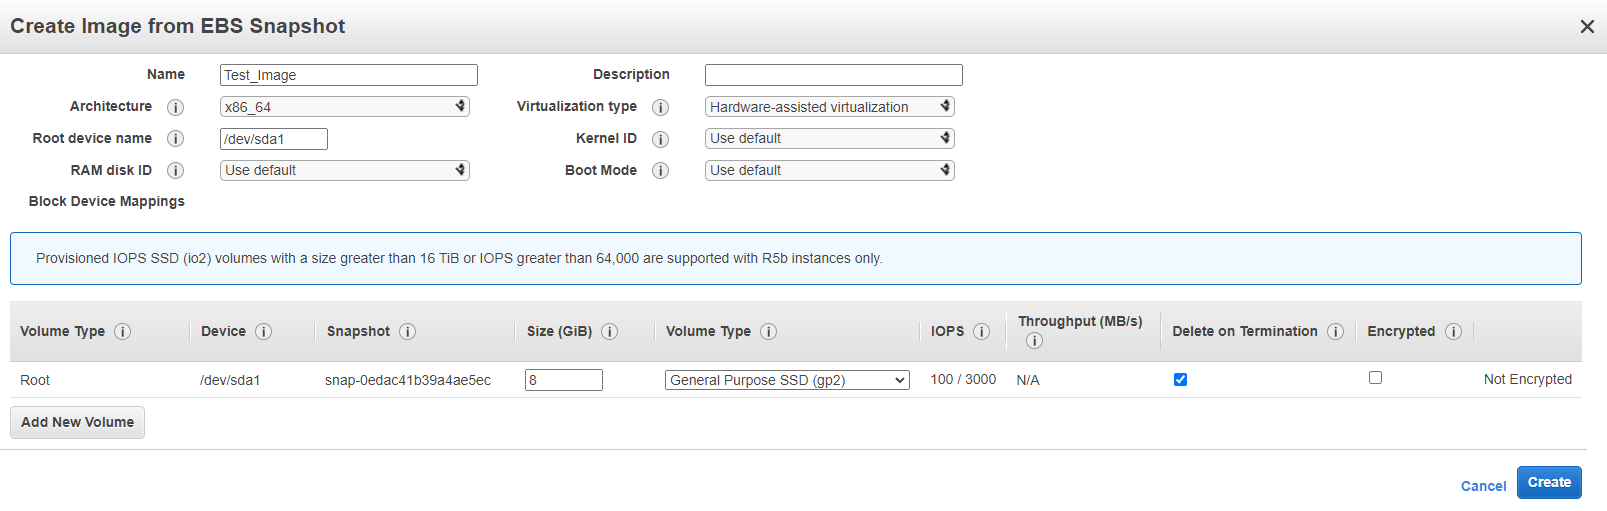 Create Image from EBS Snapshot
Name Test_Image Description
Architecture x86_64 Virtualization type Hardware-assisted virtualization
Root device name /dev/sda1 Kernel ID Use default
RAM disk ID Use default Boot Mode Use default
Block Device Mappings
Provisioned IOPS SSD (io2) volumes with a size greater than 16 TiB or IOPS greater than 64,000 are supported with R5b instances only.
Volume Type Device Snapshot Size (GiB) Volume Type IOPS Throughput (MB/s) Delete on Termination Encrypted
Root /dev/sda1 snap-0edac41b39a4ae5ec 8 General Purpose SSD (gp2) 100 / 3000 N/A Not Encrypted
Add New Volume
Cancel Create